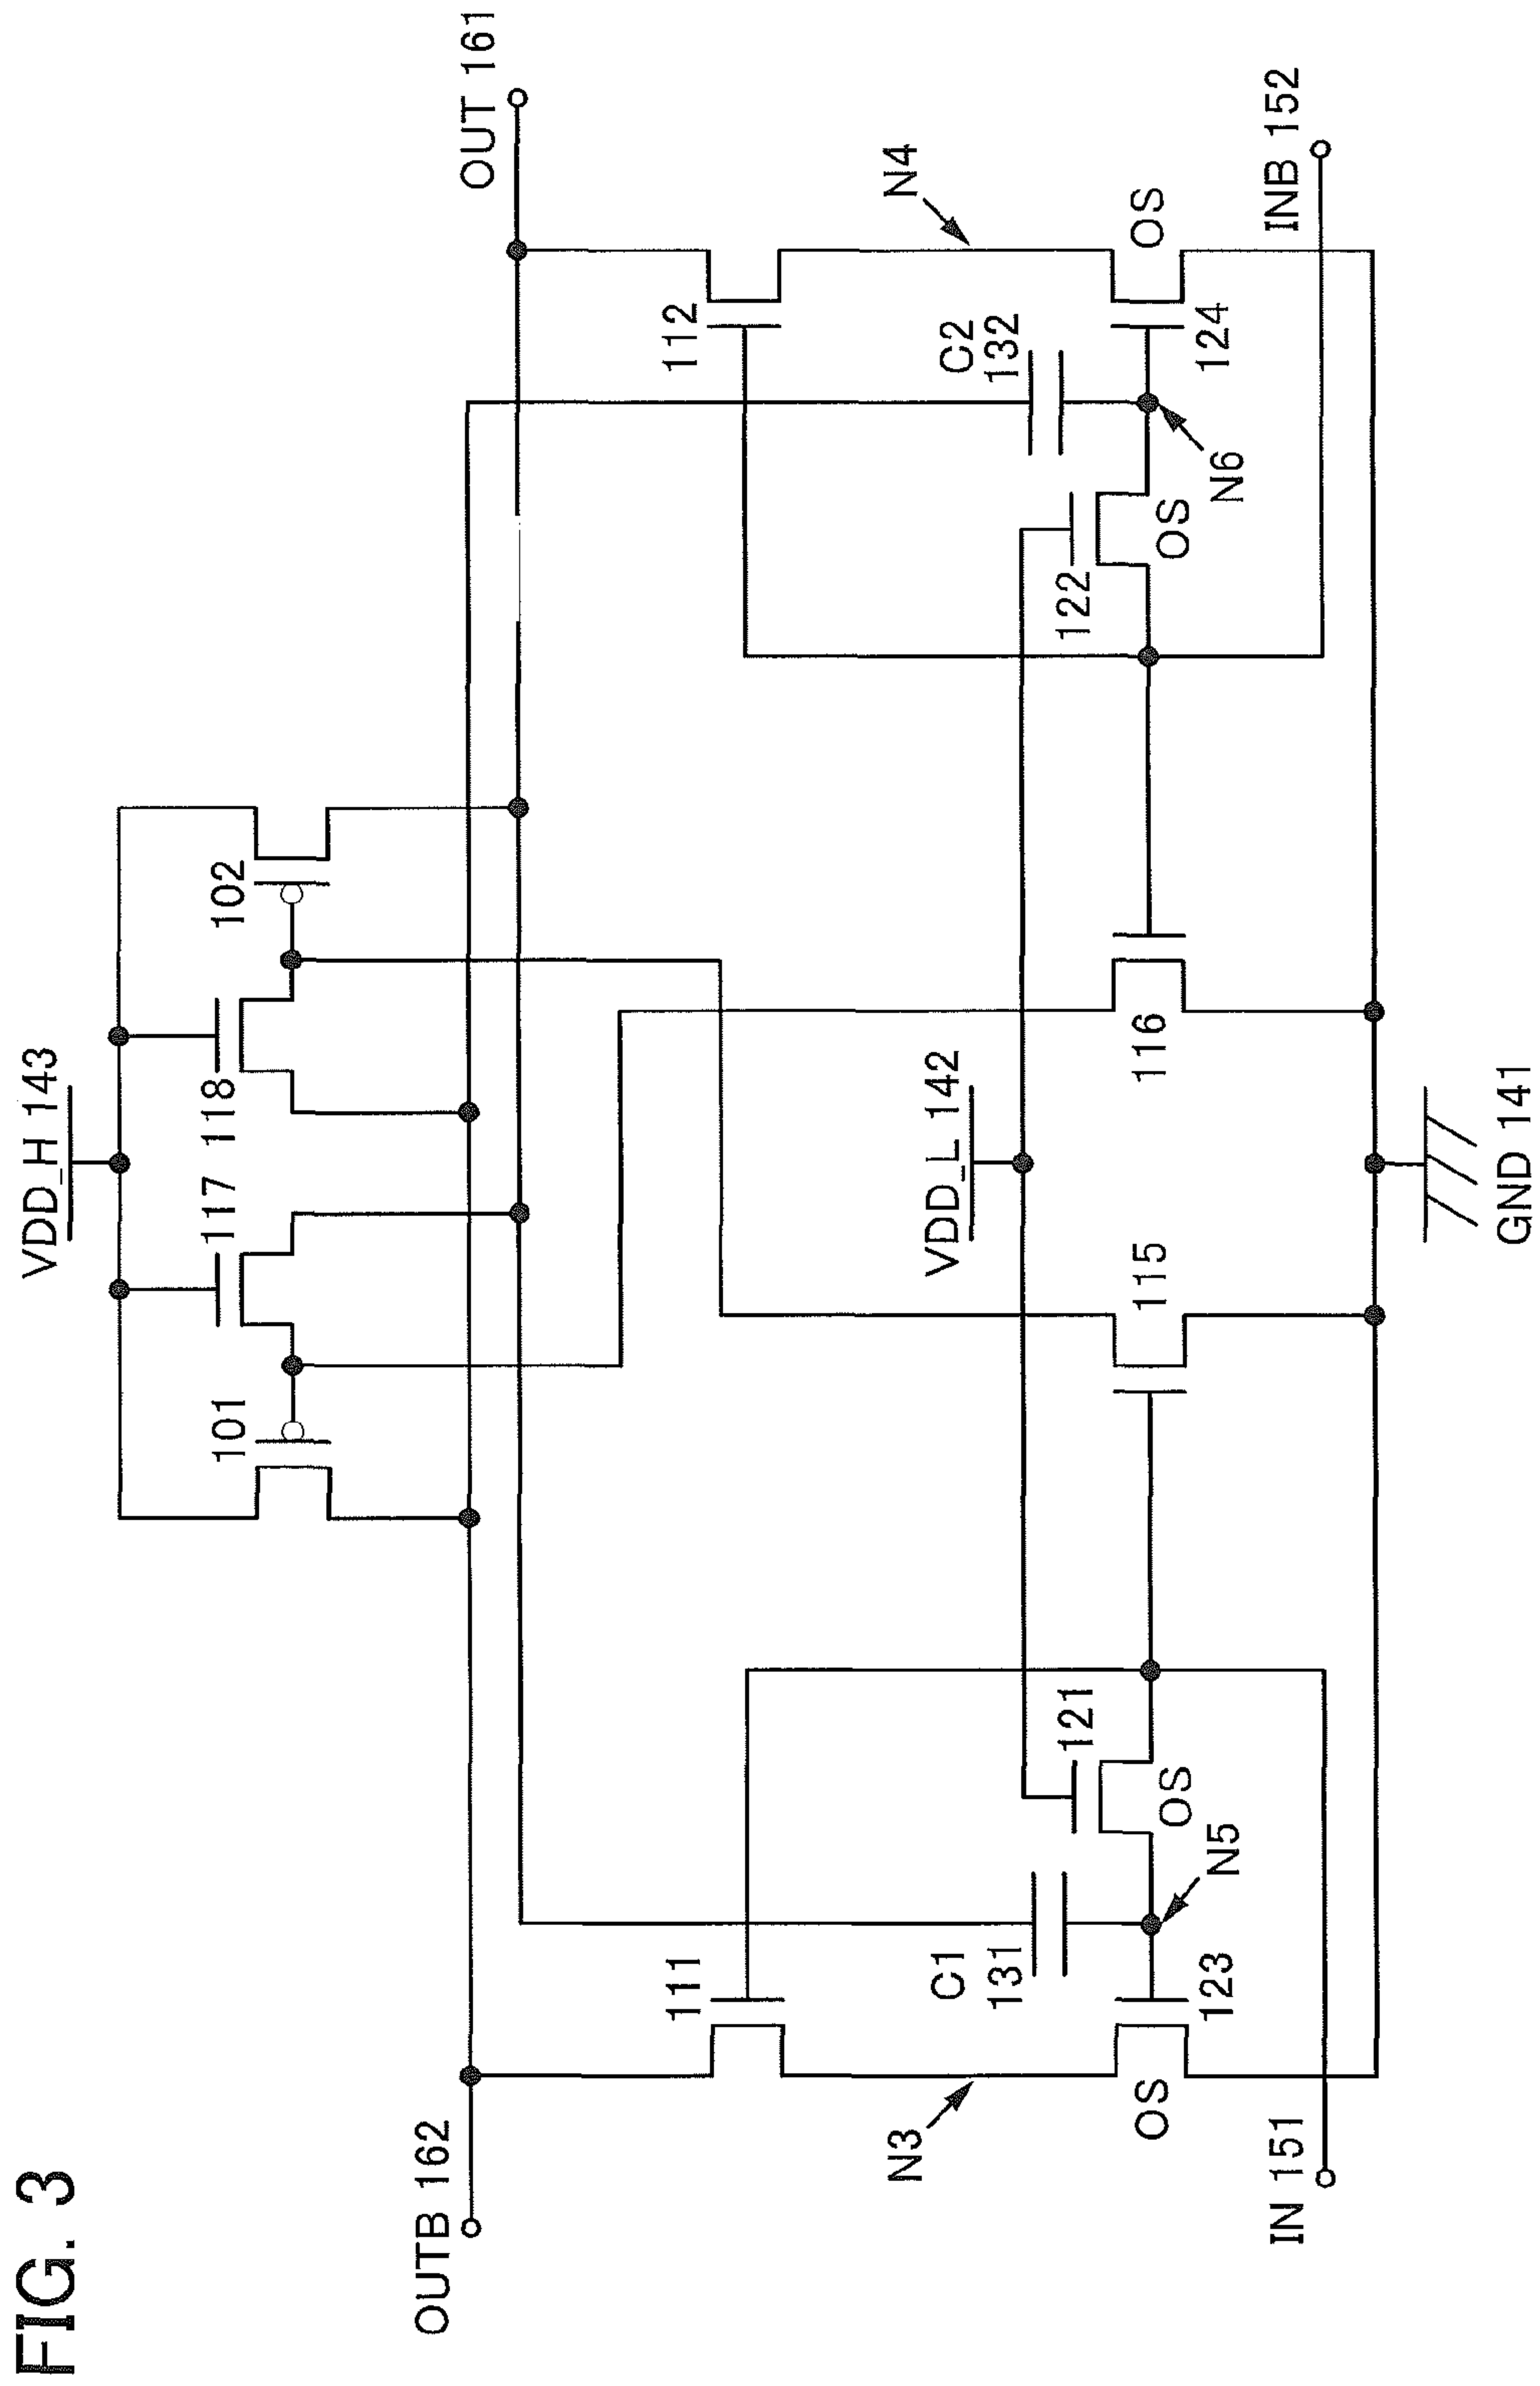 FIG. 3
VDD_H 143
101
117
118
102
OUTB 162
OUT 161
111
112
N3
N4
C1
131
C2
132
VDD_L 142
121
OS
122
OS
115
116
OS
123
OS
124
N5
N6
IN 151
INB 152
GND 141